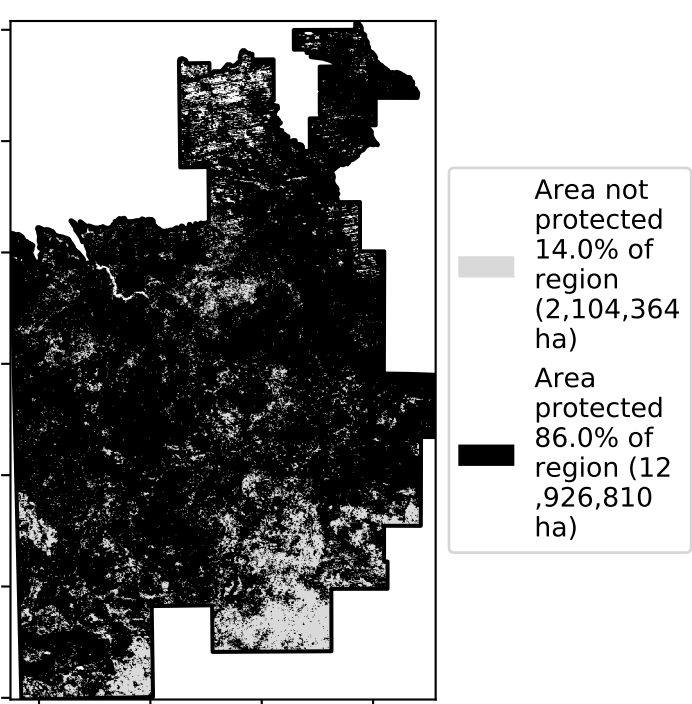 Area not
protected
14.0% of
region
(2,104,364
ha)
Area
protected
86.0% of
region (12
,926,810
ha)